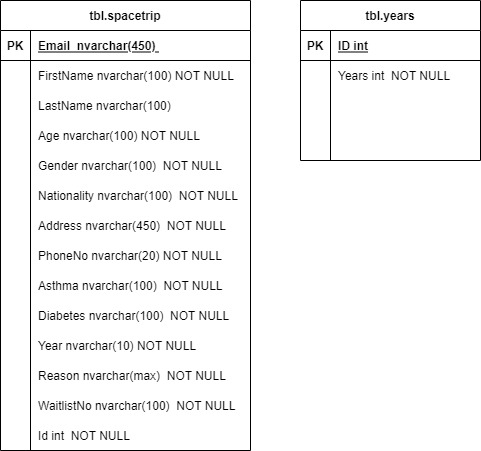 tbl.spacetrip
PK Email nvarchar(450)
FirstName nvarchar(100) NOT NULL
LastName nvarchar(100)
Age nvarchar(100) NOT NULL
Gender nvarchar(100) NOT NULL
Nationality nvarchar(100) NOT NULL
Address nvarchar(450) NOT NULL
PhoneNo nvarchar(20) NOT NULL
Asthma nvarchar(100) NOT NULL
Diabetes nvarchar(100) NOT NULL
Year nvarchar(10) NOT NULL
Reason nvarchar(max) NOT NULL
WaitlistNo nvarchar(100) NOT NULL
Id int NOT NULL
tbl.years
PK ID int
Years int NOT NULL